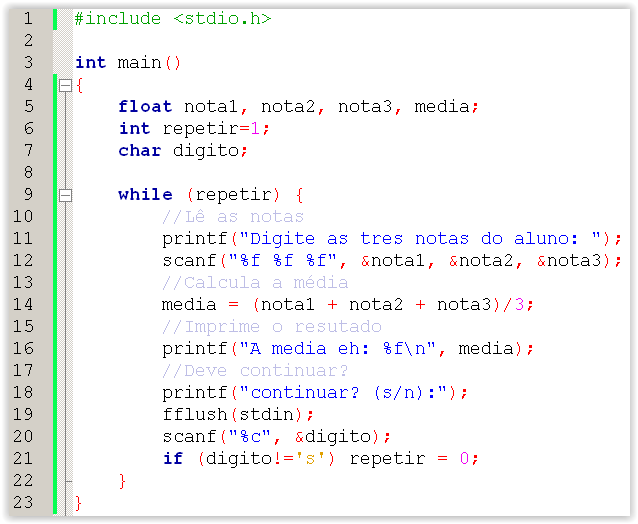 1 #include <stdio.h>
2
3 int main()
4 {
5     float nota1, nota2, nota3, media;
6     int repetir=1;
7     char digito;
8
9     while (repetir) {
10         //Lê as notas
11         printf("Digite as tres notas do aluno: ");
12         scanf("%f %f %f", &nota1, &nota2, &nota3);
13         //Calcula a média
14         media = (nota1 + nota2 + nota3)/3;
15         //Imprime o resutado
16         printf("A media eh: %f\n", media);
17         //Deve continuar?
18         printf("continuar? (s/n):");
19         fflush(stdin);
20         scanf("%c", &digito);
21         if (digito!='s') repetir = 0;
22     }
23 }